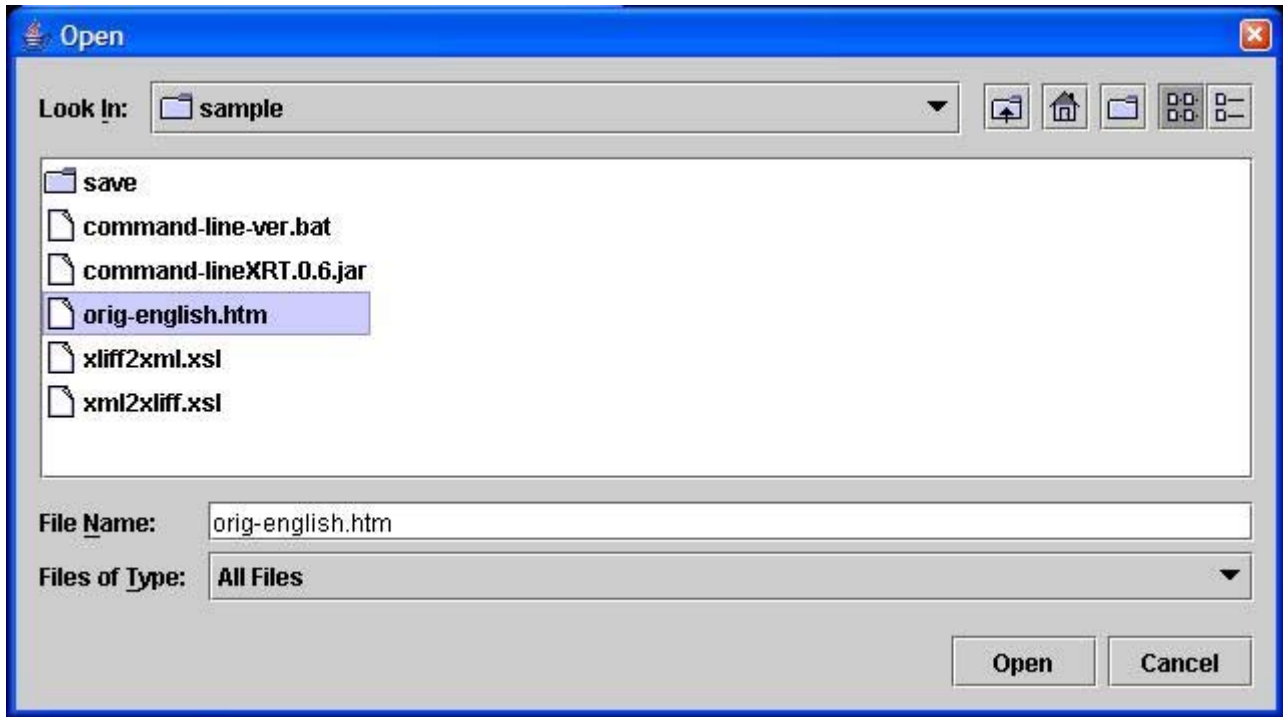 Open
Look In: sample
save
command-line-ver.bat
command-lineXRT.0.6.jar
orig-english.htm
xliff2xml.xsl
xml2xliff.xsl
File Name: orig-english.htm
Files of Type: All Files
Open Cancel